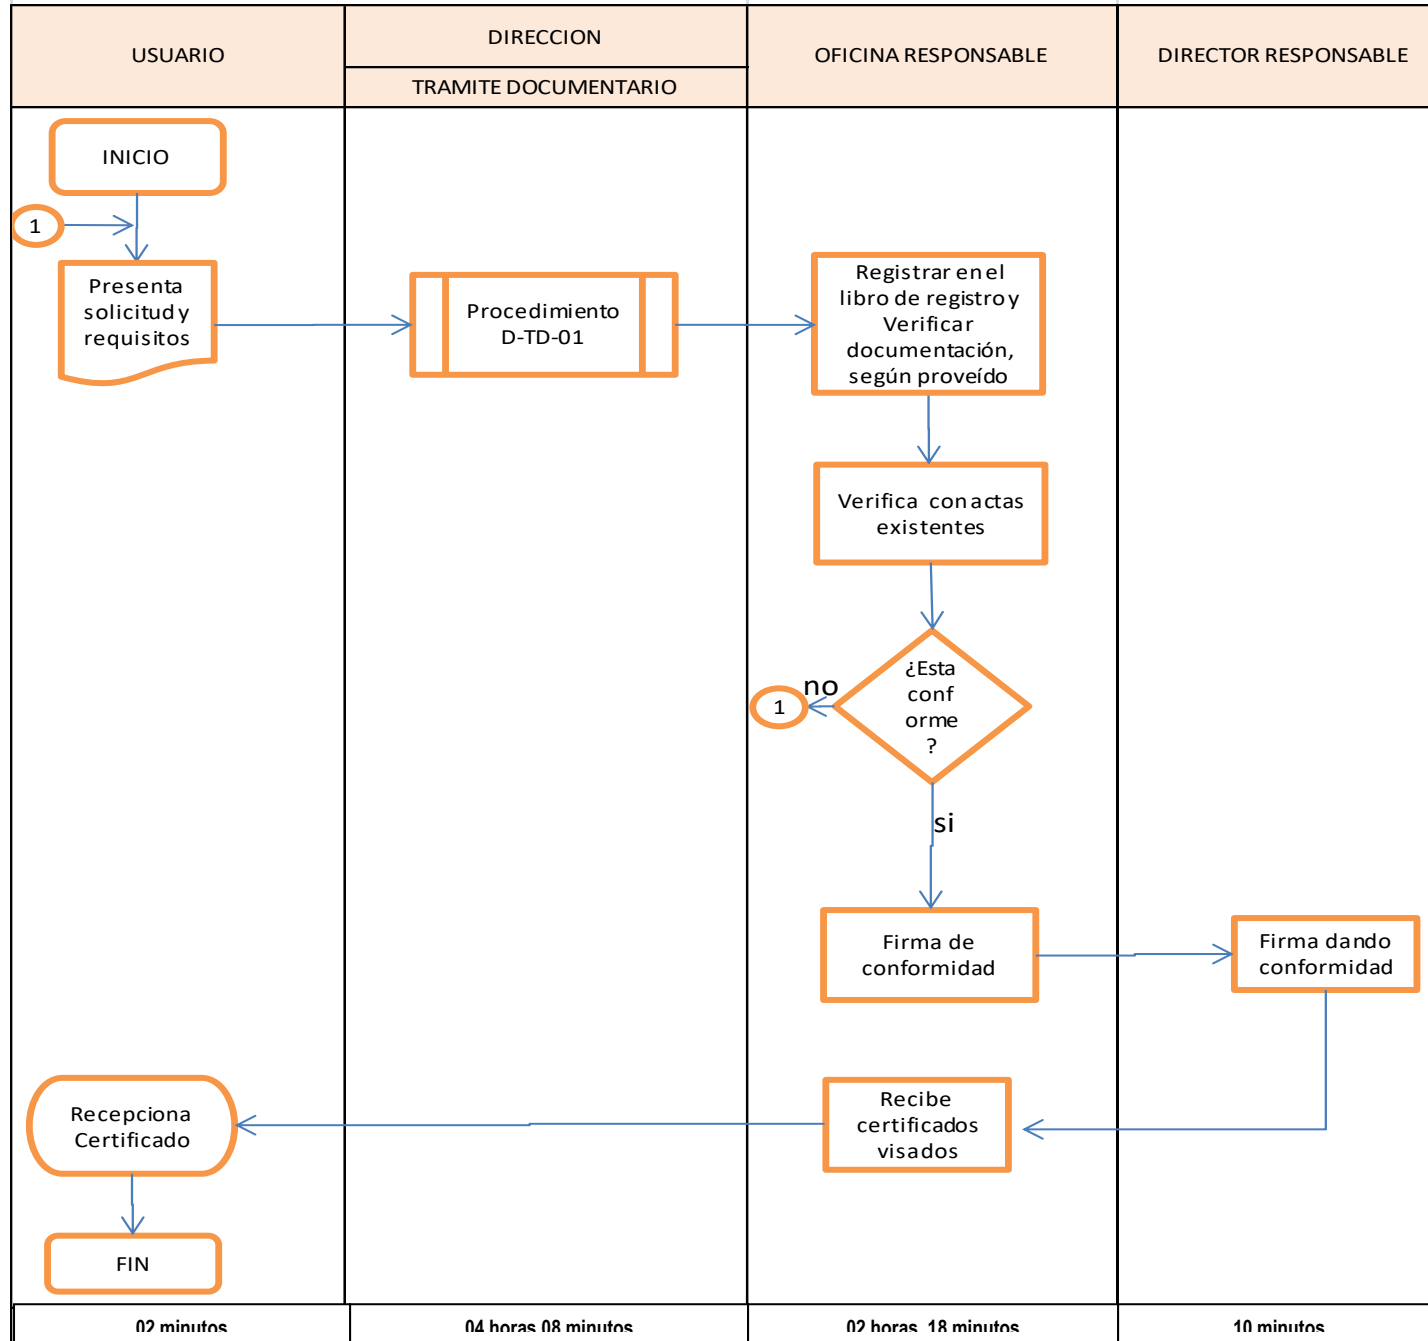 USUARIO
DIRECCION
TRAMITE DOCUMENTARIO
OFICINA RESPONSABLE
DIRECTOR RESPONSABLE
INICIO
1
Presenta
solicitud y
requisitos
Procedimiento
D-TD-01
Registrar en el
libro de registro y
Verificar
documentación,
según proveído
Verifica con actas
existentes
¿Esta
conf
orme
?
no
1
si
Firma de
conformidad
Firma dando
conformidad
Recibe
certificados
visados
Recepciona
Certificado
FIN
02 minutos
04 horas 08 minutos
02 horas 18 minutos
10 minutos